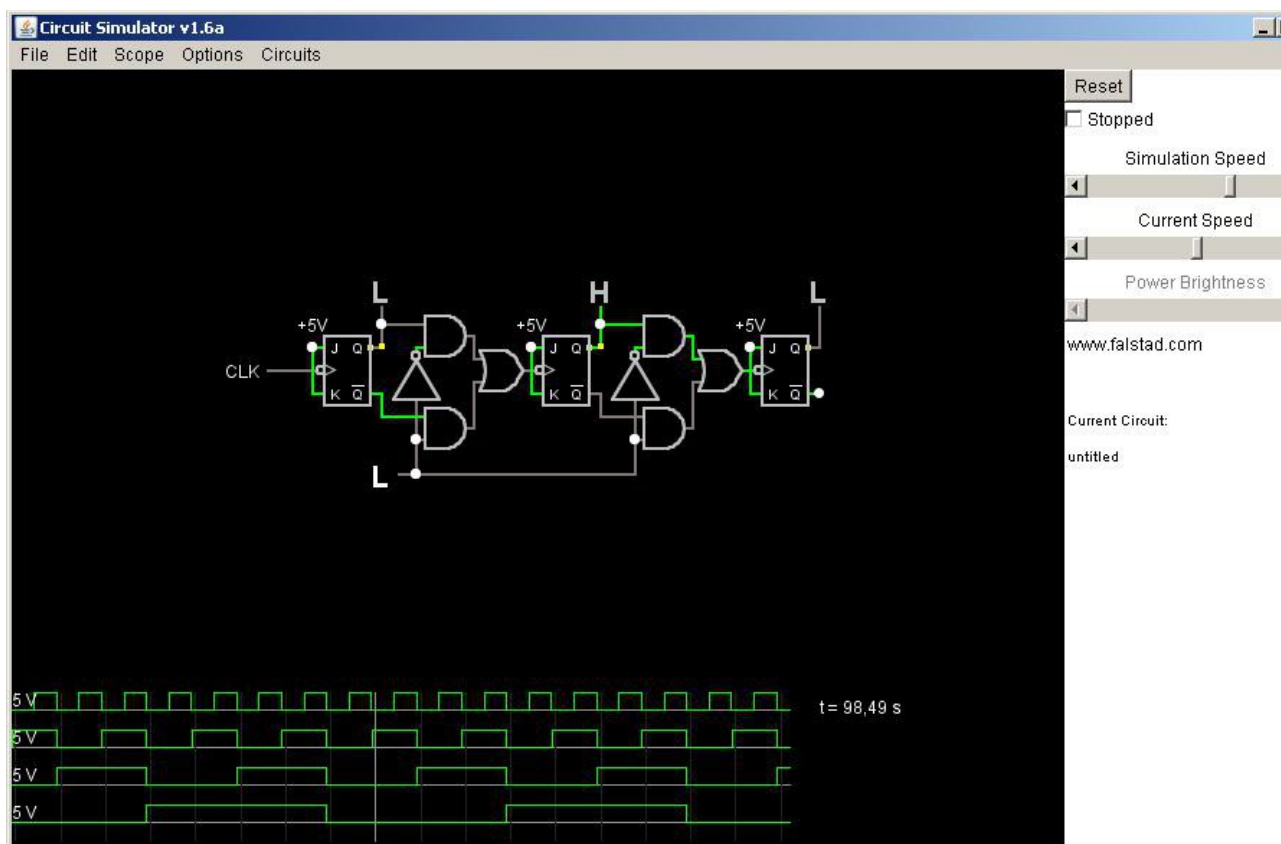 Circuit Simulator v1.6a
File Edit Scope Options Circuits
Reset
Stopped
Simulation Speed
Current Speed
Power Brightness
www.falstad.com
Current Circuit:
untitled
L H L
+5V +5V +5V
J Q J Q J Q
CLK
K Q K Q K Q
L
5 V
t = 98,49 s
5 V
5 V
5 V